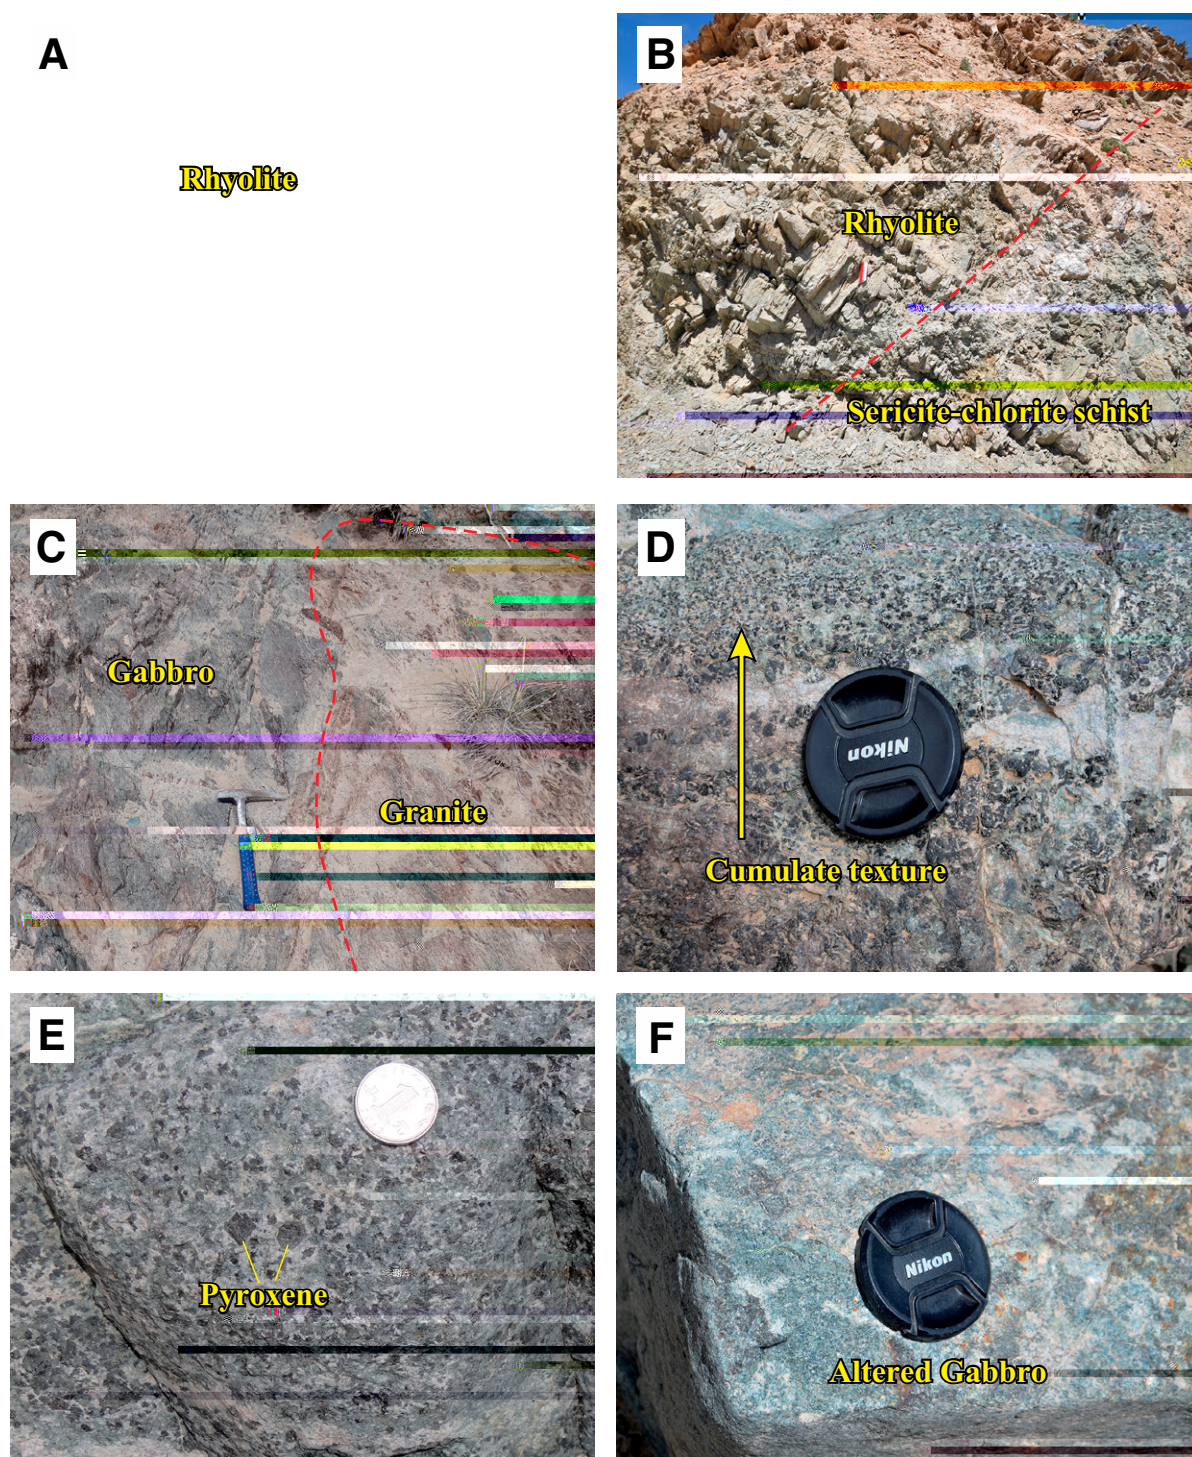 A
Rhyolite
B
Rhyolite
Sericite-chlorite schist
C
Gabbro
Granite
D
Nikon
Cumulate texture
E
Pyroxene
F
Nikon
Altered Gabbro